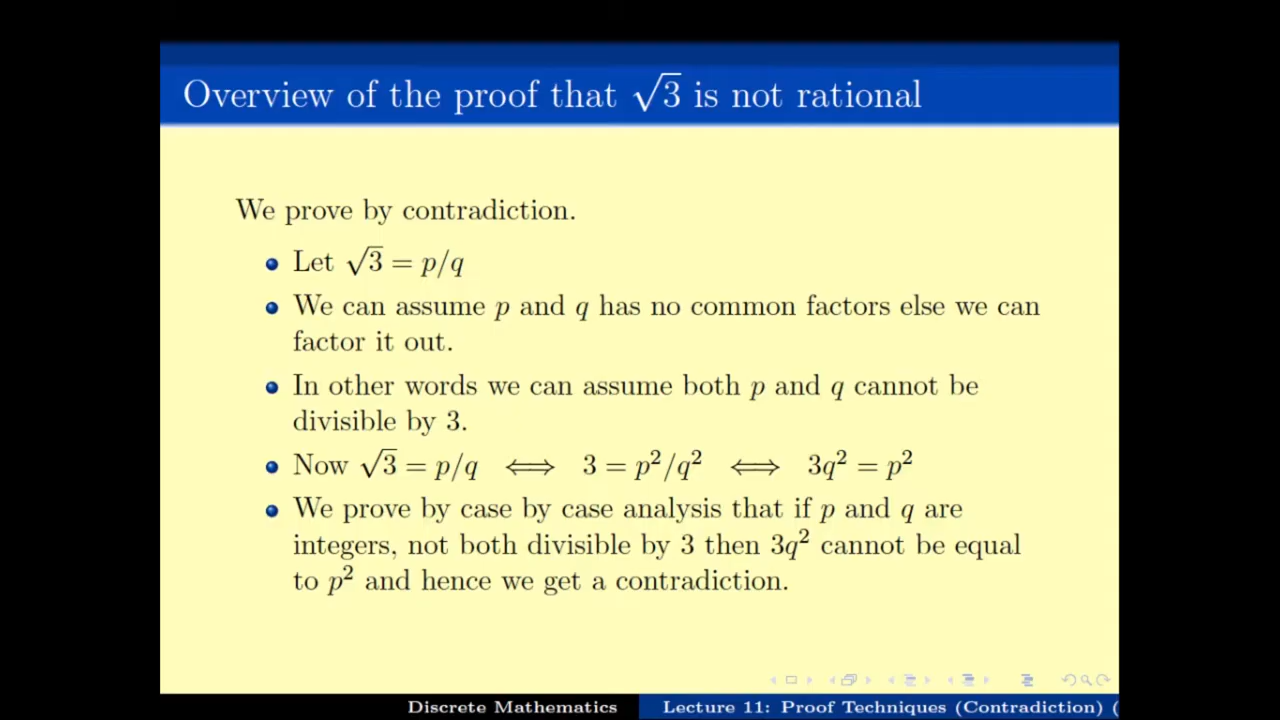 Overview of the proof that √3 is not rational
We prove by contradiction.
Let √3 = p/q
We can assume p and q has no common factors else we can
factor it out.
In other words we can assume both p and q cannot be
divisible by 3.
Now √3 = p/q ⟺ 3 = p²/q² ⟺ 3q² = p²
We prove by case by case analysis that if p and q are
integers, not both divisible by 3 then 3q² cannot be equal
to p² and hence we get a contradiction.
Discrete Mathematics
Lecture 11: Proof Techniques (Contradiction) (